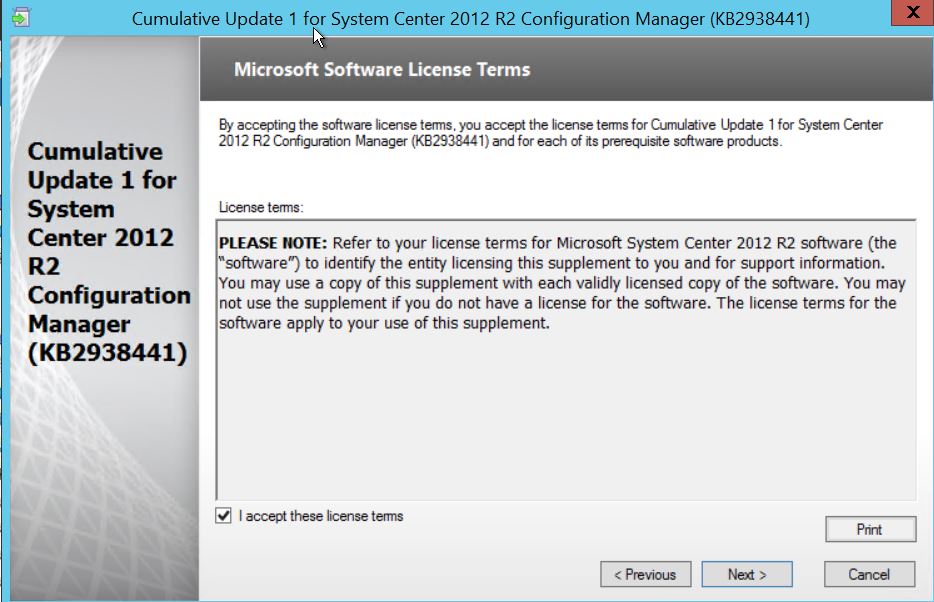 Cumulative Update 1 for System Center 2012 R2 Configuration Manager (KB2938441)
X
Microsoft Software License Terms
Cumulative
Update 1 for
System
Center 2012
R2
Configuration
Manager
(KB2938441)
By accepting the software license terms, you accept the license terms for Cumulative Update 1 for System Center
2012 R2 Configuration Manager (KB2938441) and for each of its prerequisite software products.
License terms:
PLEASE NOTE: Refer to your license terms for Microsoft System Center 2012 R2 software (the
“software”) to identify the entity licensing this supplement to you and for support information.
You may use a copy of this supplement with each validly licensed copy of the software. You may
not use the supplement if you do not have a license for the software. The license terms for the
software apply to your use of this supplement.
I accept these license terms
Print
< Previous
Next >
Cancel